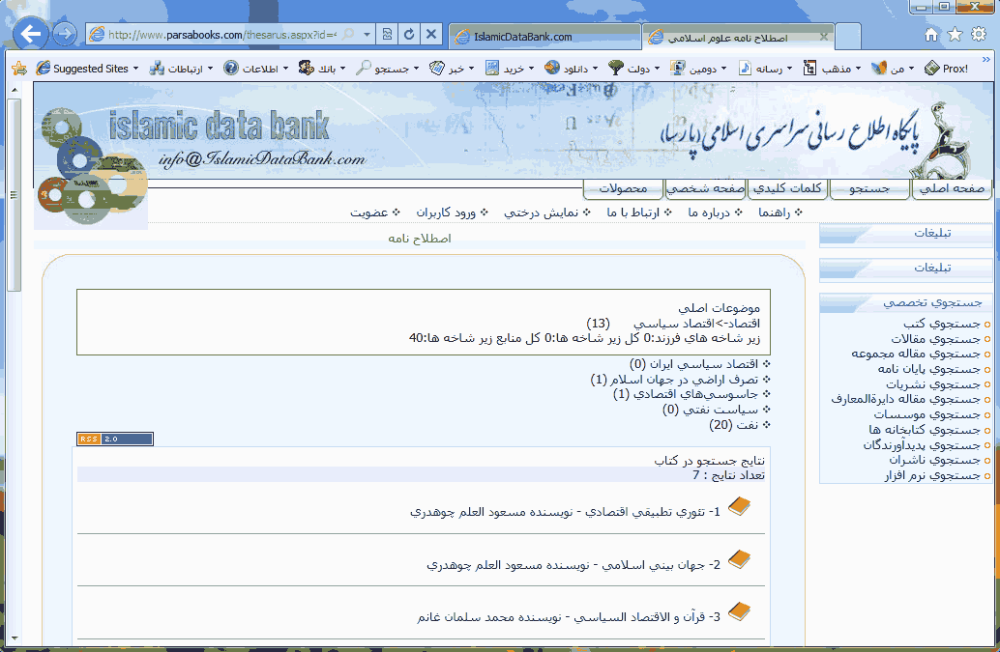 http://www.parsabooks.com/thesarus.aspx?id=
IslamicDataBank.com
اصطلاح نامه علوم اسلامي
Suggested Sites
ارتباطات
اطلاعات
بانك
جستجو
خبر
خريد
دانلود
دولت
دومين
رسانه
مذهب
من
Prox!
islamic data bank
info@IslamicDataBank.com
پایگاه اطلاع رسانی سراسری اسلامی (پارسا)
صفحه اصلي
جستجو
كلمات كليدي
صفحه شخصي
محصولات
راهنما
درباره ما
ارتباط با ما
نمايش درختي
ورود كاربران
عضويت
تبليغات
تبليغات
جستجوي تخصصي
جستجوي كتب
جستجوي مقالات
جستجوي مقاله مجموعه
جستجوي پايان نامه
جستجوي نشريات
جستجوي مقاله دايرةالمعارف
جستجوي موسسات
جستجوي كتابخانه ها
جستجوي پديدآورندگان
جستجوي ناشران
جستجوي نرم افزار
اصطلاح نامه
موضوعات اصلي
اقتصاد->اقتصاد سياسي (13)
زير شاخه هاي فرزند:0 كل زير شاخه ها:0 كل منابع زير شاخه ها:40
اقتصاد سياسي ايران (0)
تصرف اراضي در جهان اسلام (1)
جاسوسي‌هاي اقتصادي (1)
سياست نفتي (0)
نفت (20)
RSS 2.0
نتايج جستجو در كتاب
تعداد نتايج : 7
1- تئوري تطبيقي اقتصادي - نويسنده مسعود العلم چوهدري
2- جهان بيني اسلامي - نويسنده مسعود العلم چوهدري
3- قرآن و الاقتصاد السياسي - نويسنده محمد سلمان غانم